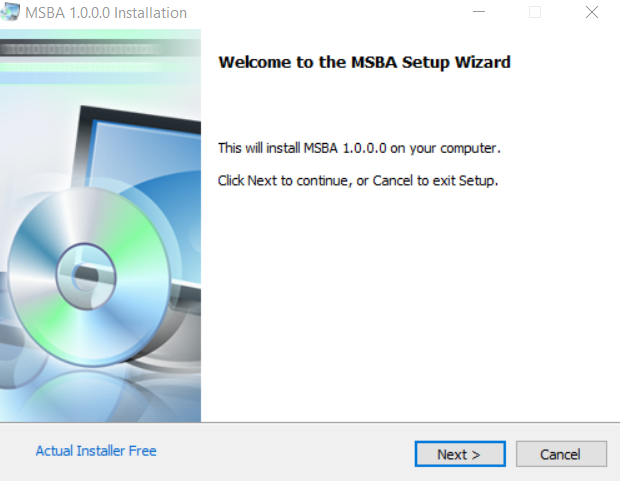 MSBA 1.0.0.0 Installation
Welcome to the MSBA Setup Wizard
This will install MSBA 1.0.0.0 on your computer.
Click Next to continue, or Cancel to exit Setup.
Actual Installer Free
Next >
Cancel